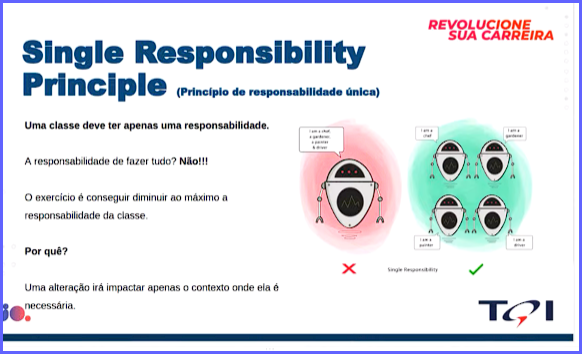 REVOLUCIONE
SUA CARREIRA
Single Responsibility
Principle (Princípio de responsabilidade única)
Uma classe deve ter apenas uma responsabilidade.
A responsabilidade de fazer tudo? Não!!!
O exercício é conseguir diminuir ao máximo a
responsabilidade da classe.
Por quê?
Uma alteração irá impactar apenas o contexto onde ela é
necessária.
I am a chef,
a gardener,
a painter
& driver
I am a
chef
I am a
gardener
I am a
painter
I am a
driver
Single Responsibility
TQI